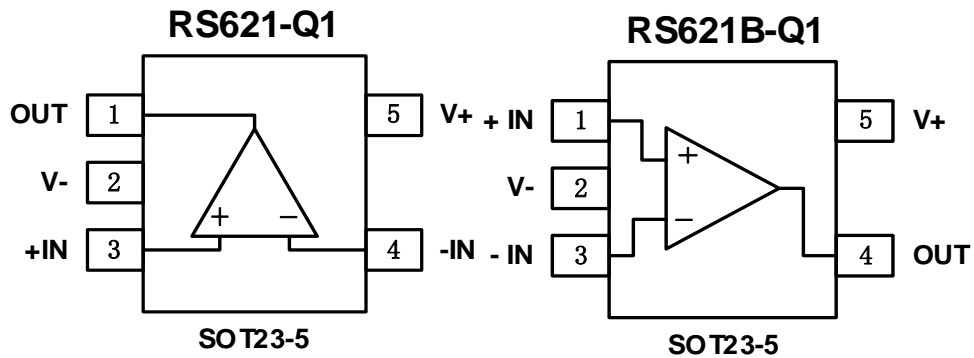 RS621-Q1
OUT 1 5 V+
V- 2
+IN 3 + - 4 -IN
SOT23-5
RS621B-Q1
+ IN 1 5 V+
+
V- 2
-
- IN 3 4 OUT
SOT23-5